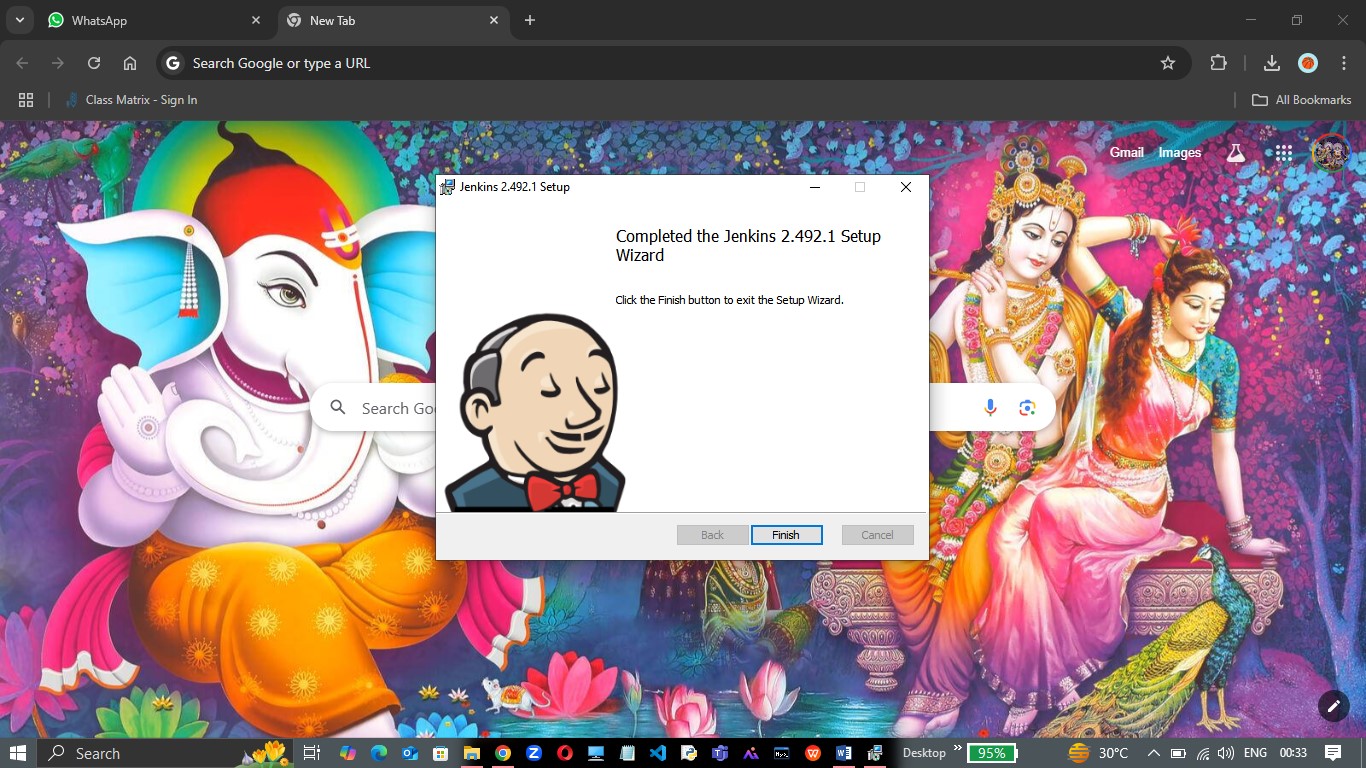 WhatsApp
New Tab
Search Google or type a URL
Class Matrix - Sign In
All Bookmarks
Gmail Images
Jenkins 2.492.1 Setup
Completed the Jenkins 2.492.1 Setup
Wizard
Click the Finish button to exit the Setup Wizard.
Search Goo
Back Finish Cancel
Search
Desktop
95%
30°C
ENG
00:33